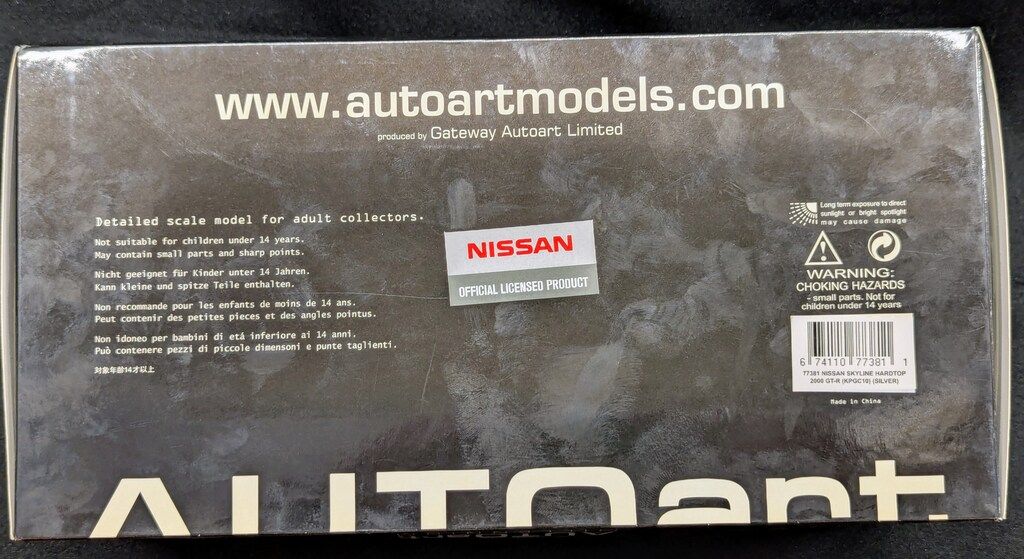 www.autoartmodels.com
produced by Gateway Autoart Limited
Detailed scale model for adult collectors.
Not suitable for children under 14 years.
May contain small parts and sharp points.
Nicht geeignet für Kinder unter 14 Jahren.
Kann kleine und spitze Teile enthalten.
Non recommande pour les enfants de moins de 14 ans.
Peut contenir des petites pieces et des angles pointus.
Non idoneo per bambini di etá inferiore ai 14 anni.
Può contenere pezzi di piccole dimensoni e punte taglienti.
対象年齢14才以上
NISSAN
OFFICIAL LICENSED PRODUCT
Long term exposure to direct
sunlight or bright spotlight
may cause damage
WARNING:
CHOKING HAZARDS
- small parts. Not for
children under 14 years
6 74110 77381 1
77381 NISSAN SKYLINE HARDTOP
2000 GT-R (KPGC10) (SILVER)
Made in China
AUTOart